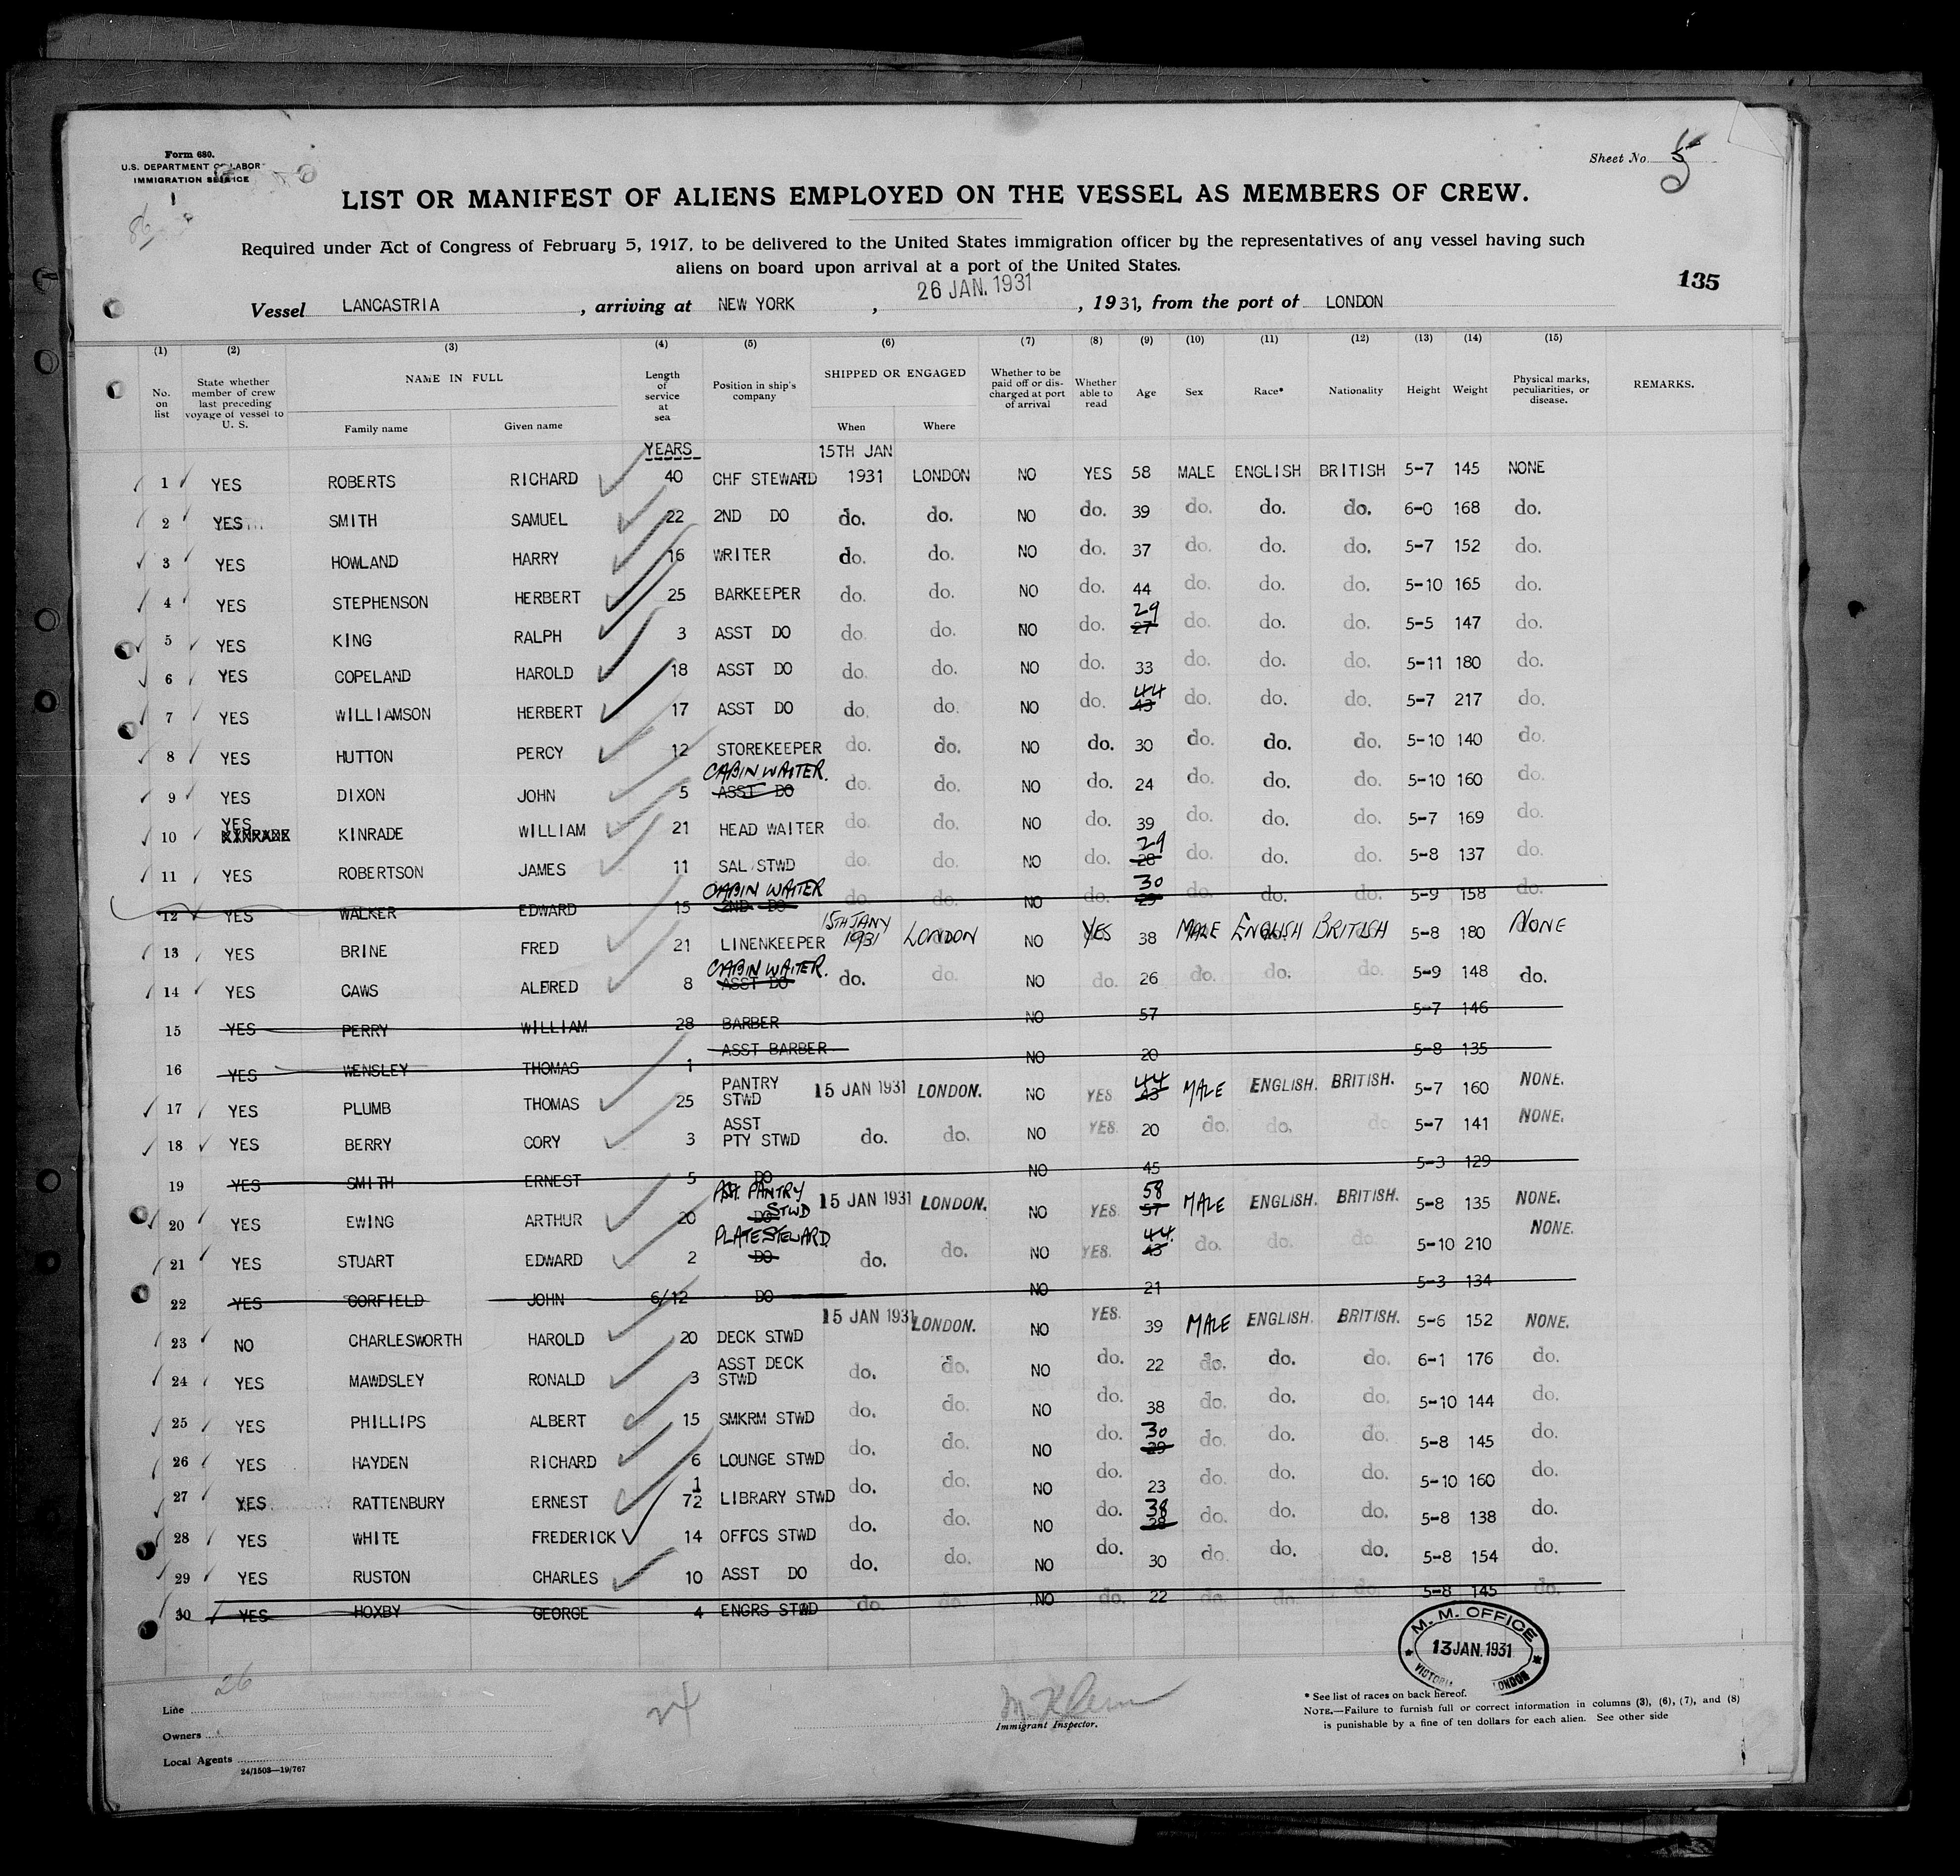 Form 680.
U.S. DEPARTMENT OF LABOR
IMMIGRATION SERVICE
Sheet No. 5
LIST OR MANIFEST OF ALIENS EMPLOYED ON THE VESSEL AS MEMBERS OF CREW.
Required under Act of Congress of February 5, 1917, to be delivered to the United States immigration officer by the representatives of any vessel having such
aliens on board upon arrival at a port of the United States.
135
Vessel LANCASTRIA, arriving at NEW YORK, 26 JAN. 1931, 1931, from the port of LONDON
(1) (2) (3) (4) (5) (6) (7) (8) (9) (10) (11) (12) (13) (14) (15)
No. on list
State whether member of crew last preceding voyage of vessel to U. S.
NAME IN FULL
Family name
Given name
Length of service at sea
Position in ship's company
SHIPPED OR ENGAGED
When
Where
Whether to be paid off or discharged at port of arrival
Whether able to read
Age
Sex
Race*
Nationality
Height
Weight
Physical marks, peculiarities, or disease.
REMARKS.
YEARS 15TH JAN
1 YES ROBERTS RICHARD 40 CHF STEWARD 1931 LONDON NO YES 58 MALE ENGLISH BRITISH 5-7 145 NONE
2 YES SMITH SAMUEL 22 2ND DO do. do. NO do. 39 do. do. do. 6-0 168 do.
3 YES HOWLAND HARRY 16 WRITER do. do. NO do. 37 do. do. do. 5-7 152 do.
4 YES STEPHENSON HERBERT 25 BARKEEPER do. do. NO do. 44 do. do. do. 5-10 165 do.
5 YES KING RALPH 3 ASST DO do. do. NO do. 29 27 do. do. do. 5-5 147 do.
6 YES COPELAND HAROLD 18 ASST DO do. do. NO do. 33 do. do. do. 5-11 180 do.
7 YES WILLIAMSON HERBERT 17 ASST DO do. do. NO do. 44 43 do. do. do. 5-7 217 do.
8 YES HUTTON PERCY 12 STOREKEEPER do. do. NO do. 30 do. do. do. 5-10 140 do.
9 YES DIXON JOHN 5 CABIN WAITER. ASST DO do. do. NO do. 24 do. do. do. 5-10 160 do.
10 YES KINRADE KINRADE WILLIAM 21 HEAD WAITER do. do. NO do. 39 do. do. do. 5-7 169 do.
11 YES ROBERTSON JAMES 11 SAL STWD do. do. NO do. 29 28 do. do. do. 5-8 137 do.
12 YES WALKER EDWARD 15 CABIN WAITER 2ND DO do. do. NO do. 30 29 do. do. do. 5-9 158 do.
13 YES BRINE FRED 21 LINENKEEPER 15TH JANY 1931 LONDON NO YES 38 MALE ENGLISH BRITISH 5-8 180 NONE
14 YES CAWS ALFRED 8 CABIN WAITER. ASST DO do. do. NO do. 26 do. do. do. 5-9 148 do.
15 YES PERRY WILLIAM 28 BARBER NO 57 5-7 146
16 YES WENSLEY THOMAS 1 ASST BARBER NO 20 5-8 135
17 YES PLUMB THOMAS 25 PANTRY STWD 15 JAN 1931 LONDON. NO YES 44 43 MALE ENGLISH. BRITISH. 5-7 160 NONE.
18 YES BERRY CORY 3 ASST PTY STWD do. do. NO YES. 20 do. do. do 5-7 141 NONE.
19 YES SMITH ERNEST 5 DO NO 45 5-3 129
20 YES EWING ARTHUR 20 Ast. PANTRY STWD DO 15 JAN 1931 LONDON. NO YES. 58 57 MALE ENGLISH. BRITISH. 5-8 135 NONE.
21 YES STUART EDWARD 2 PLATE STEWARD. DO do. do. NO YES. 44. 43 do. do. do. 5-10 210 NONE.
22 YES CORFIELD JOHN 6/12 DO NO 21 5-3 134
23 NO CHARLESWORTH HAROLD 20 DECK STWD 15 JAN 1931 LONDON. NO YES. 39 MALE ENGLISH. BRITISH. 5-6 152 NONE.
24 YES MAWDSLEY RONALD 3 ASST DECK STWD do. do. NO do. 22 do. do. do. 6-1 176 do.
25 YES PHILLIPS ALBERT 15 SMKRM STWD do. do. NO do. 38 do. do. do. 5-10 144 do.
26 YES HAYDEN RICHARD 6 LOUNGE STWD do. do. NO do. 30 29 do. do. do. 5-8 145 do.
27 YES RATTENBURY ERNEST 7½ LIBRARY STWD do. do. NO do. 23 do. do. do. 5-10 160 do.
28 YES WHITE FREDERICK 14 OFFCS STWD do. do. NO do. 38 28 do. do. do. 5-8 138 do.
29 YES RUSTON CHARLES 10 ASST DO do. do. NO do. 30 do. do. do. 5-8 154 do.
30 YES HOXBY GEORGE 4 ENGRS STWD do. do. NO do. 22 do. do. do. 5-8 145 do.
M. M. OFFICE
13 JAN. 1931
VICTORIA LONDON
26
Line
Owners
Local Agents
24/1503—19/767
24
Immigrant Inspector.
* See list of races on back hereof.
NOTE.—Failure to furnish full or correct information in columns (3), (6), (7), and (8)
is punishable by a fine of ten dollars for each alien. See other side